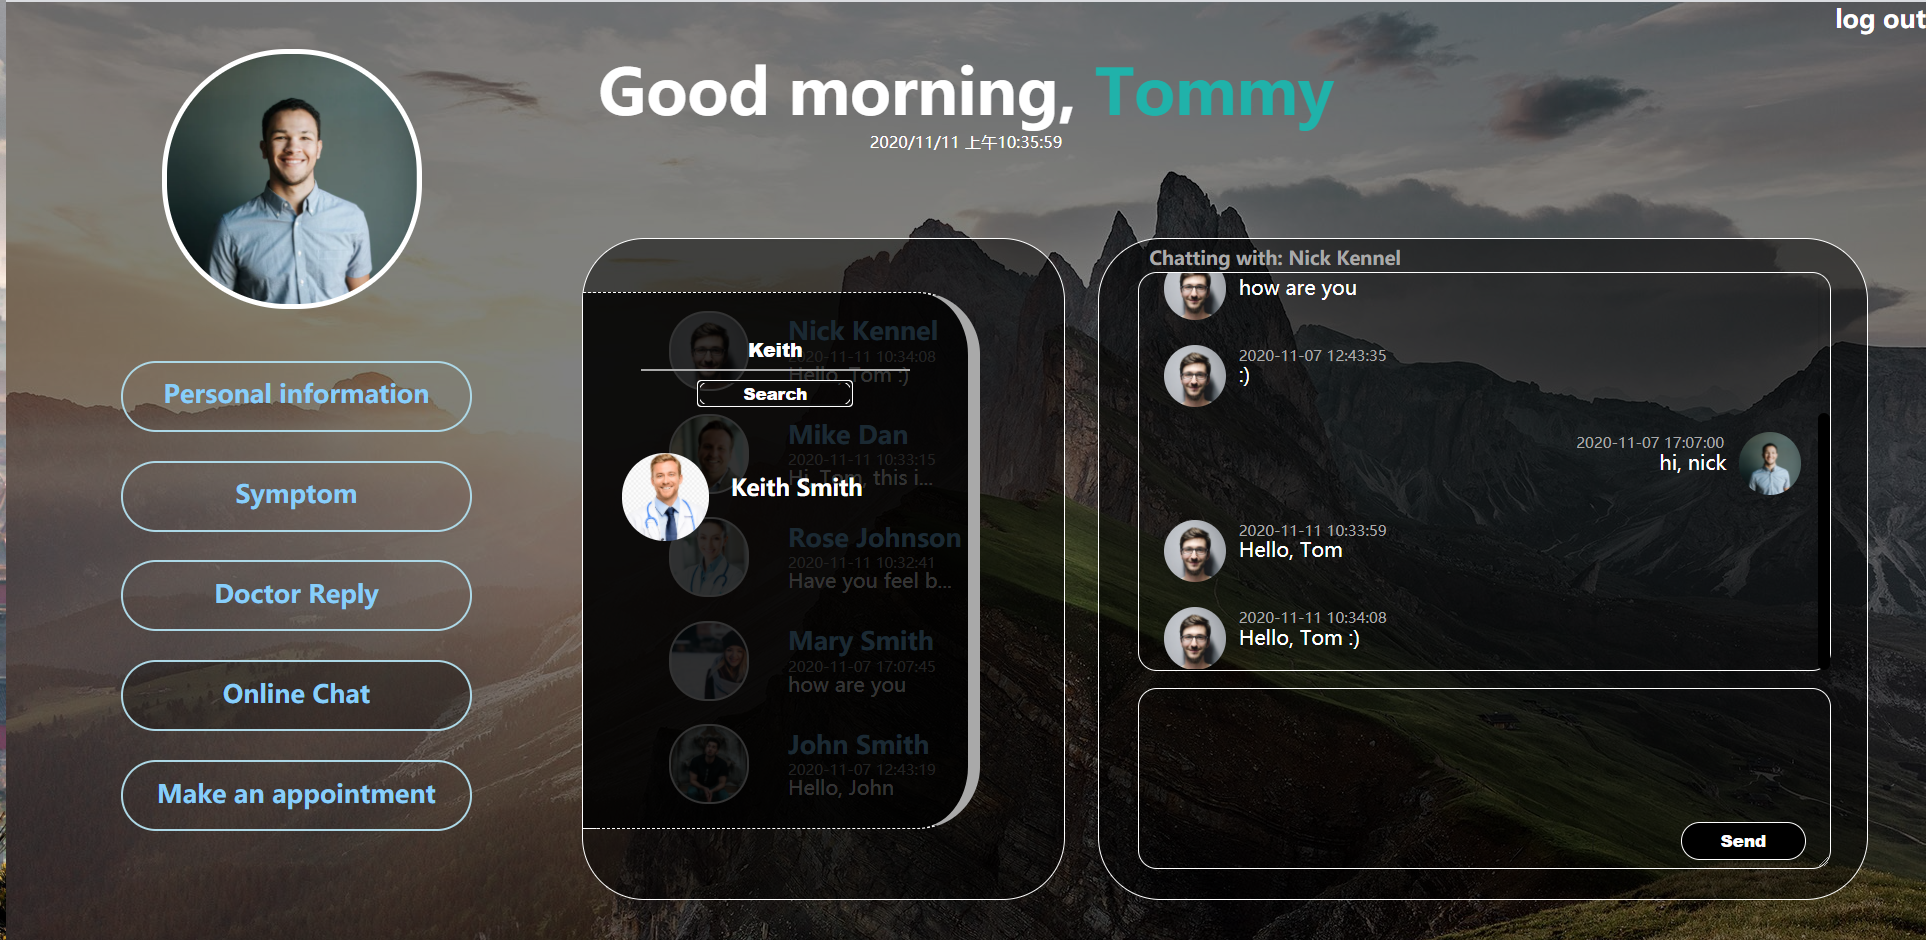 log out
Good morning, Tommy
2020/11/11 上午10:35:59
Personal information
Symptom
Doctor Reply
Online Chat
Make an appointment
Nick Kennel
2020-11-11 10:34:08
Hello, Tom :)
Keith
Search
Mike Dan
2020-11-11 10:33:15
Hi, Tom, this i...
Keith Smith
Rose Johnson
2020-11-11 10:32:41
Have you feel b...
Mary Smith
2020-11-07 17:07:45
how are you
John Smith
2020-11-07 12:43:19
Hello, John
Chatting with: Nick Kennel
how are you
2020-11-07 12:43:35
:)
2020-11-07 17:07:00
hi, nick
2020-11-11 10:33:59
Hello, Tom
2020-11-11 10:34:08
Hello, Tom :)
Send